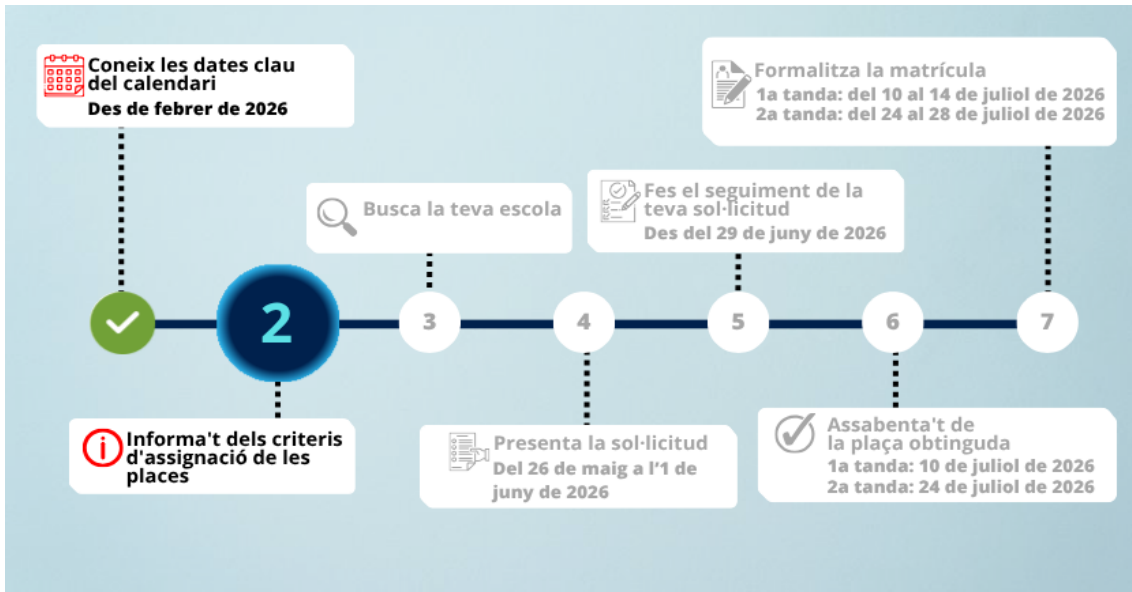 Coneix les dates clau
del calendari
Des de febrer de 2026
2
Informa't dels criteris
d'assignació de les
places
Busca la teva escola
3
4
Presenta la sol·licitud
Del 26 de maig a l’1 de
juny de 2026
Fes el seguiment de la
teva sol·licitud
Des del 29 de juny de 2026
5
6
Assabenta't de
la plaça obtinguda
1a tanda: 10 de juliol de 2026
2a tanda: 24 de juliol de 2026
Formalitza la matrícula
1a tanda: del 10 al 14 de juliol de 2026
2a tanda: del 24 al 28 de juliol de 2026
7